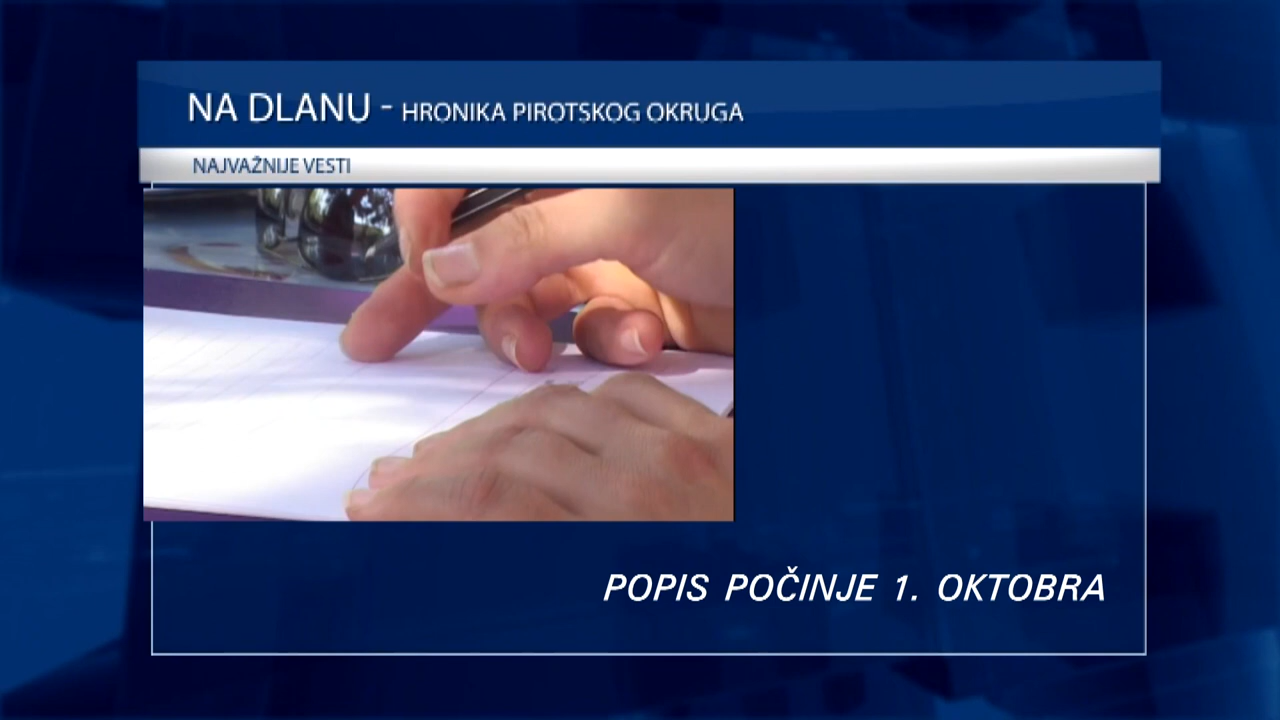 NA DLANU - HRONIKA PIROTSKOG OKRUGA
NAJVAŽNIJE VESTI
POPIS POČINJE 1. OKTOBRA